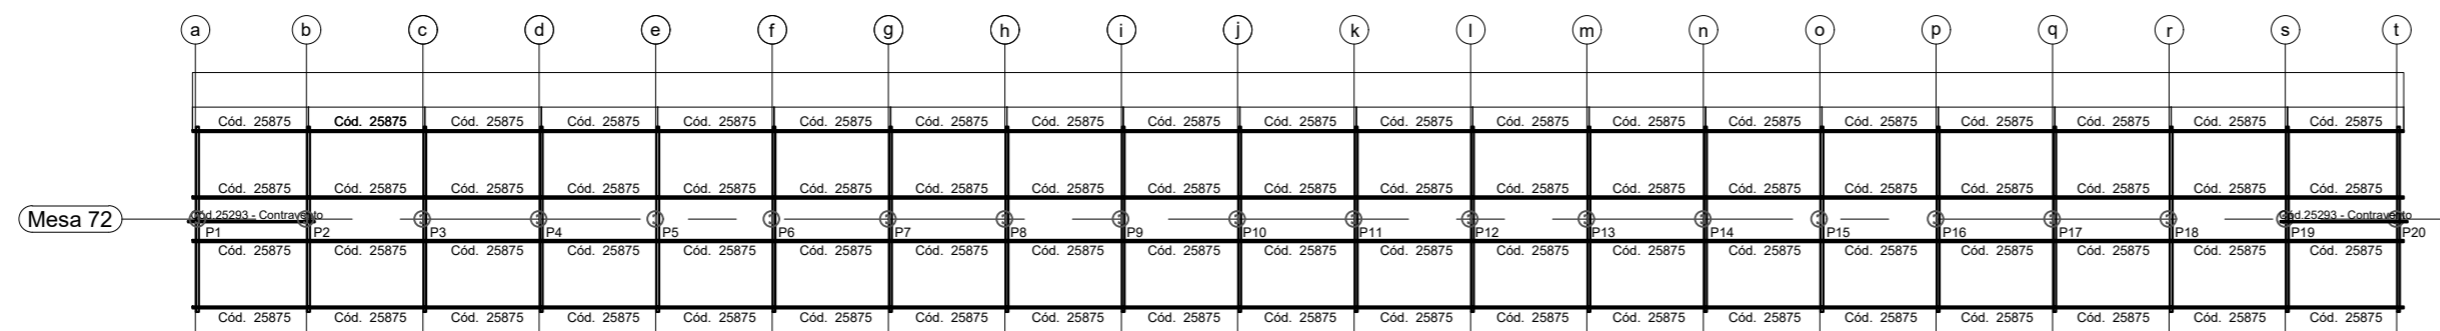 a b c d e f g h i j k l m n o p q r s t
Cód. 25875 Cód. 25875 Cód. 25875 Cód. 25875 Cód. 25875 Cód. 25875 Cód. 25875 Cód. 25875 Cód. 25875 Cód. 25875 Cód. 25875 Cód. 25875 Cód. 25875 Cód. 25875 Cód. 25875 Cód. 25875 Cód. 25875 Cód. 25875 Cód. 25875
Cód. 25875 Cód. 25875 Cód. 25875 Cód. 25875 Cód. 25875 Cód. 25875 Cód. 25875 Cód. 25875 Cód. 25875 Cód. 25875 Cód. 25875 Cód. 25875 Cód. 25875 Cód. 25875 Cód. 25875 Cód. 25875 Cód. 25875 Cód. 25875 Cód. 25875
Mesa 72 Cód.25293 - Contravento Cód.25293 - Contravento
P1 P2 P3 P4 P5 P6 P7 P8 P9 P10 P11 P12 P13 P14 P15 P16 P17 P18 P19 P20
Cód. 25875 Cód. 25875 Cód. 25875 Cód. 25875 Cód. 25875 Cód. 25875 Cód. 25875 Cód. 25875 Cód. 25875 Cód. 25875 Cód. 25875 Cód. 25875 Cód. 25875 Cód. 25875 Cód. 25875 Cód. 25875 Cód. 25875 Cód. 25875 Cód. 25875
Cód. 25875 Cód. 25875 Cód. 25875 Cód. 25875 Cód. 25875 Cód. 25875 Cód. 25875 Cód. 25875 Cód. 25875 Cód. 25875 Cód. 25875 Cód. 25875 Cód. 25875 Cód. 25875 Cód. 25875 Cód. 25875 Cód. 25875 Cód. 25875 Cód. 25875